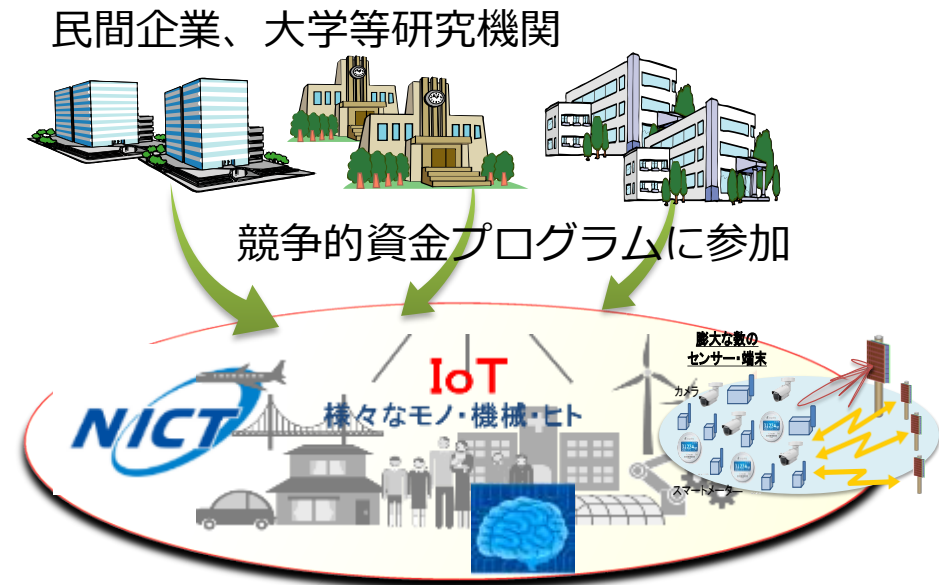 民間企業、大学等研究機関
競争的資金プログラムに参加
IoT
様々なモノ・機械・ヒト
NICT
膨大な数の
センサー・端末
カメラ
スマートメーター